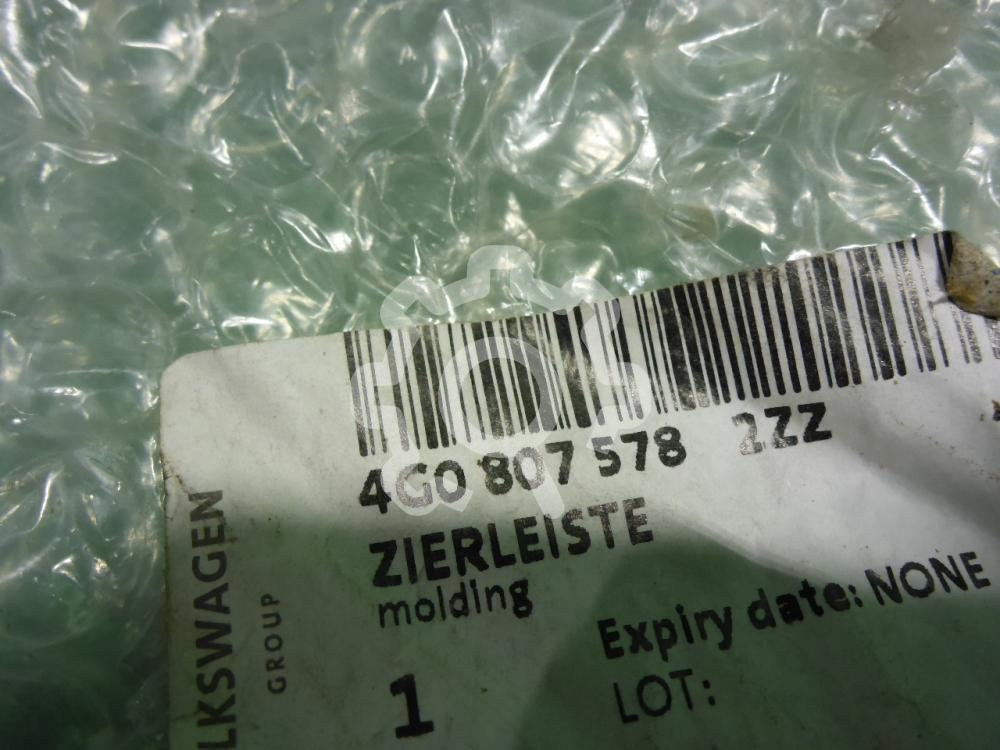 4G0 807 578 2ZZ
ZIERLEISTE
molding
1
Expiry date: NONE
LOT:
LKSWAGEN
GROUP